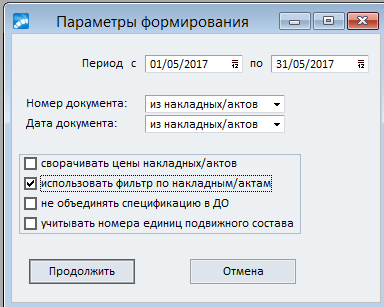 Параметры формирования
Период с 01/05/2017 по 31/05/2017
Номер документа: из накладных/актов
Дата документа: из накладных/актов
сворачивать цены накладных/актов
использовать фильтр по накладным/актам
не объединять спецификацию в ДО
учитывать номера единиц подвижного состава
Продолжить Отмена